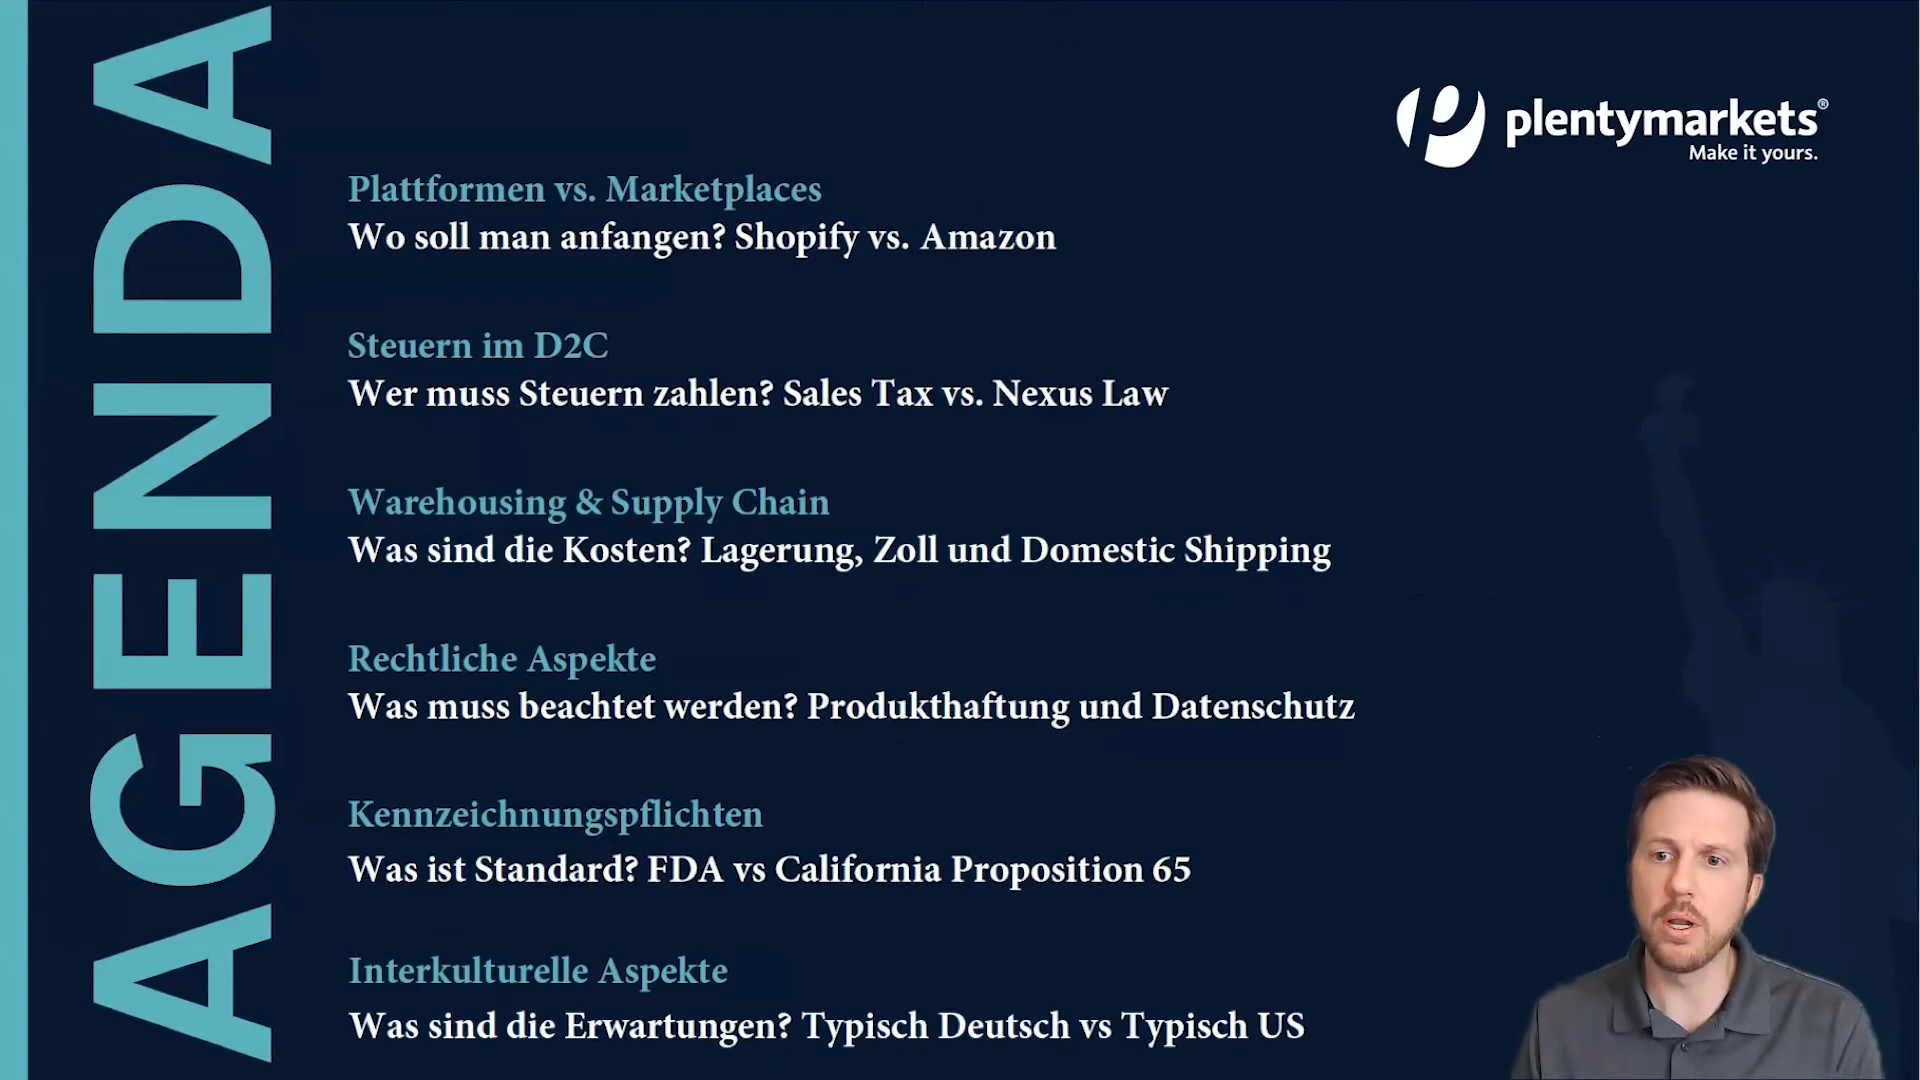 AGENDA
plentymarkets®
Make it yours.
Plattformen vs. Marketplaces
Wo soll man anfangen? Shopify vs. Amazon
Steuern im D2C
Wer muss Steuern zahlen? Sales Tax vs. Nexus Law
Warehousing & Supply Chain
Was sind die Kosten? Lagerung, Zoll und Domestic Shipping
Rechtliche Aspekte
Was muss beachtet werden? Produkthaftung und Datenschutz
Kennzeichnungspflichten
Was ist Standard? FDA vs California Proposition 65
Interkulturelle Aspekte
Was sind die Erwartungen? Typisch Deutsch vs Typisch US